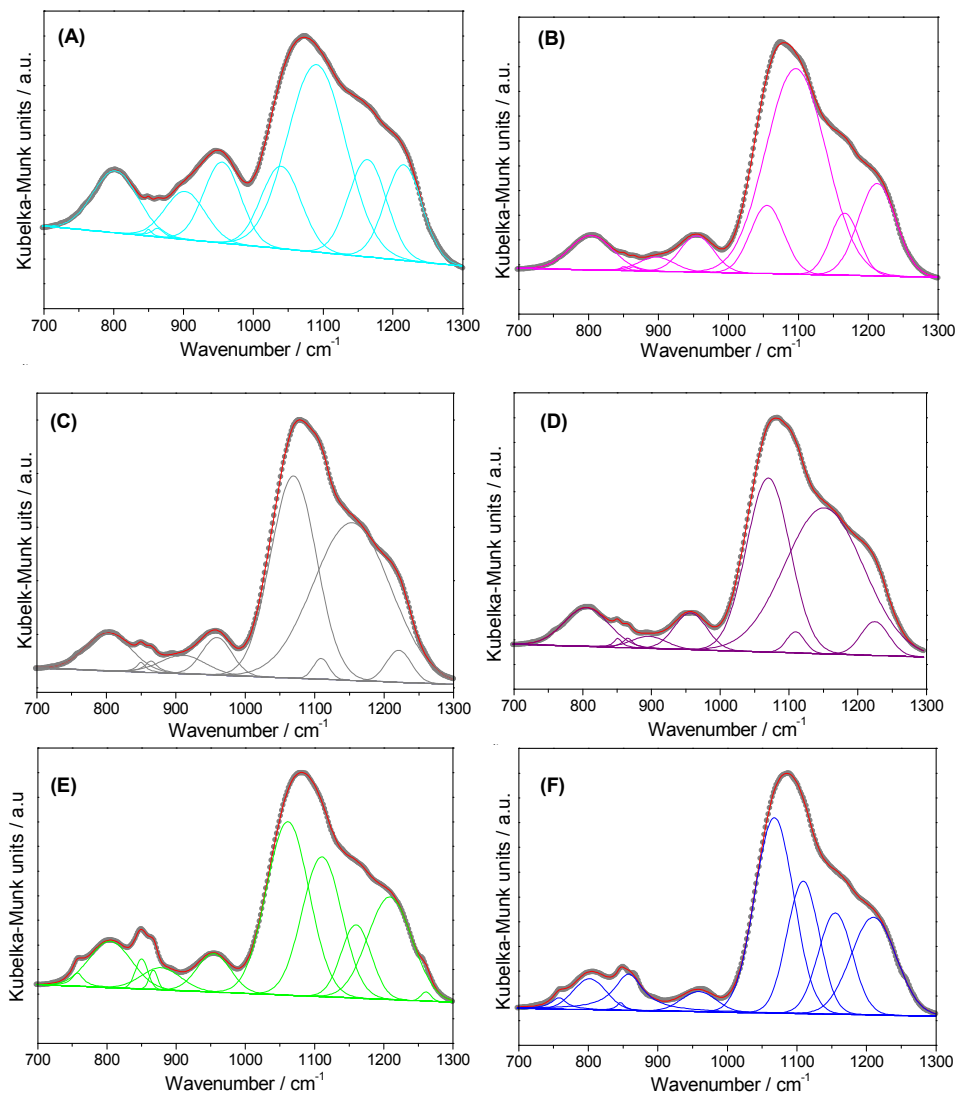 (A)
Kubelka-Munk units / a.u.
700 800 900 1000 1100 1200 1300
Wavenumber / cm-1
(B)
Kubelka-Munk units / a.u.
700 800 900 1000 1100 1200 1300
Wavenumber / cm-1
(C)
Kubelk-Munk uits / a.u.
700 800 900 1000 1100 1200 1300
Wavenumber / cm-1
(D)
Kubelka-Munk units / a.u.
700 800 900 1000 1100 1200 1300
Wavenumber / cm-1
(E)
Kubelka-Munk units / a.u
700 800 900 1000 1100 1200 1300
Wavenumber / cm-1
(F)
Kubelka-Munk units / a.u.
700 800 900 1000 1100 1200 1300
Wavenumber / cm-1